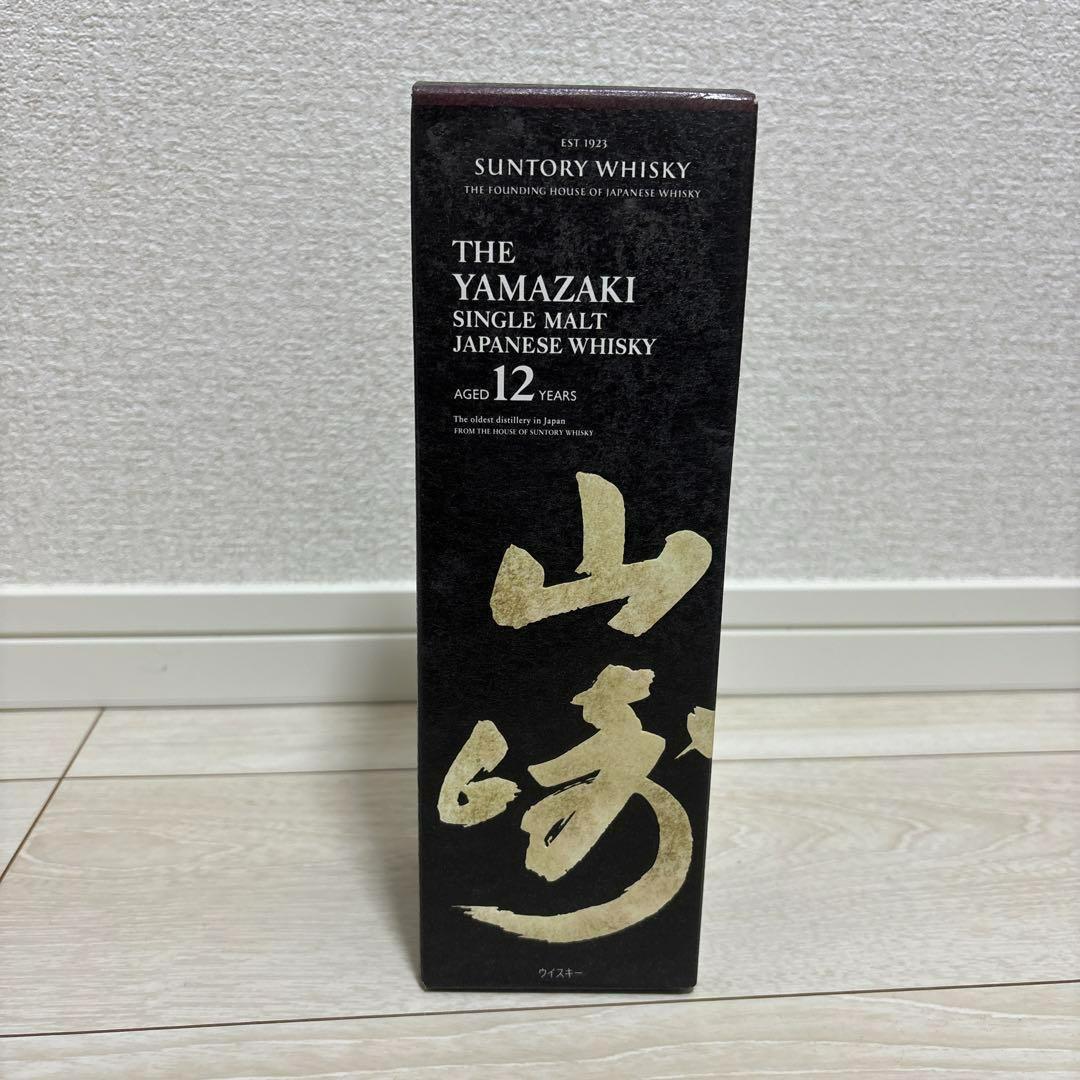 EST 1923
SUNTORY WHISKY
THE FOUNDING HOUSE OF JAPANESE WHISKY
THE
YAMAZAKI
SINGLE MALT
JAPANESE WHISKY
AGED 12 YEARS
The oldest distillery in Japan
FROM THE HOUSE OF SUNTORY WHISKY
山
崎
ウイスキー